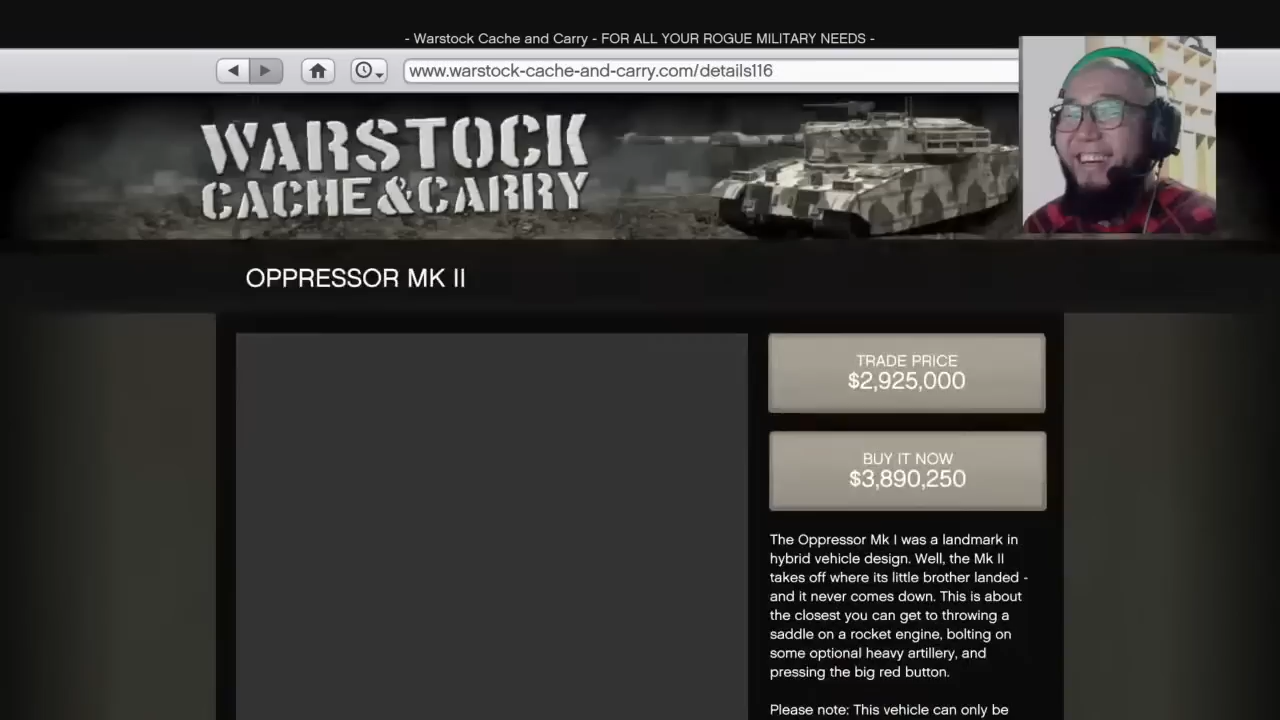 - Warstock Cache and Carry - FOR ALL YOUR ROGUE MILITARY NEEDS -
www.warstock-cache-and-carry.com/details116
WARSTOCK
CACHE&CARRY
OPPRESSOR MK II
TRADE PRICE
$2,925,000
BUY IT NOW
$3,890,250
The Oppressor Mk I was a landmark in
hybrid vehicle design. Well, the Mk II
takes off where its little brother landed -
and it never comes down. This is about
the closest you can get to throwing a
saddle on a rocket engine, bolting on
some optional heavy artillery, and
pressing the big red button.
Please note: This vehicle can only be